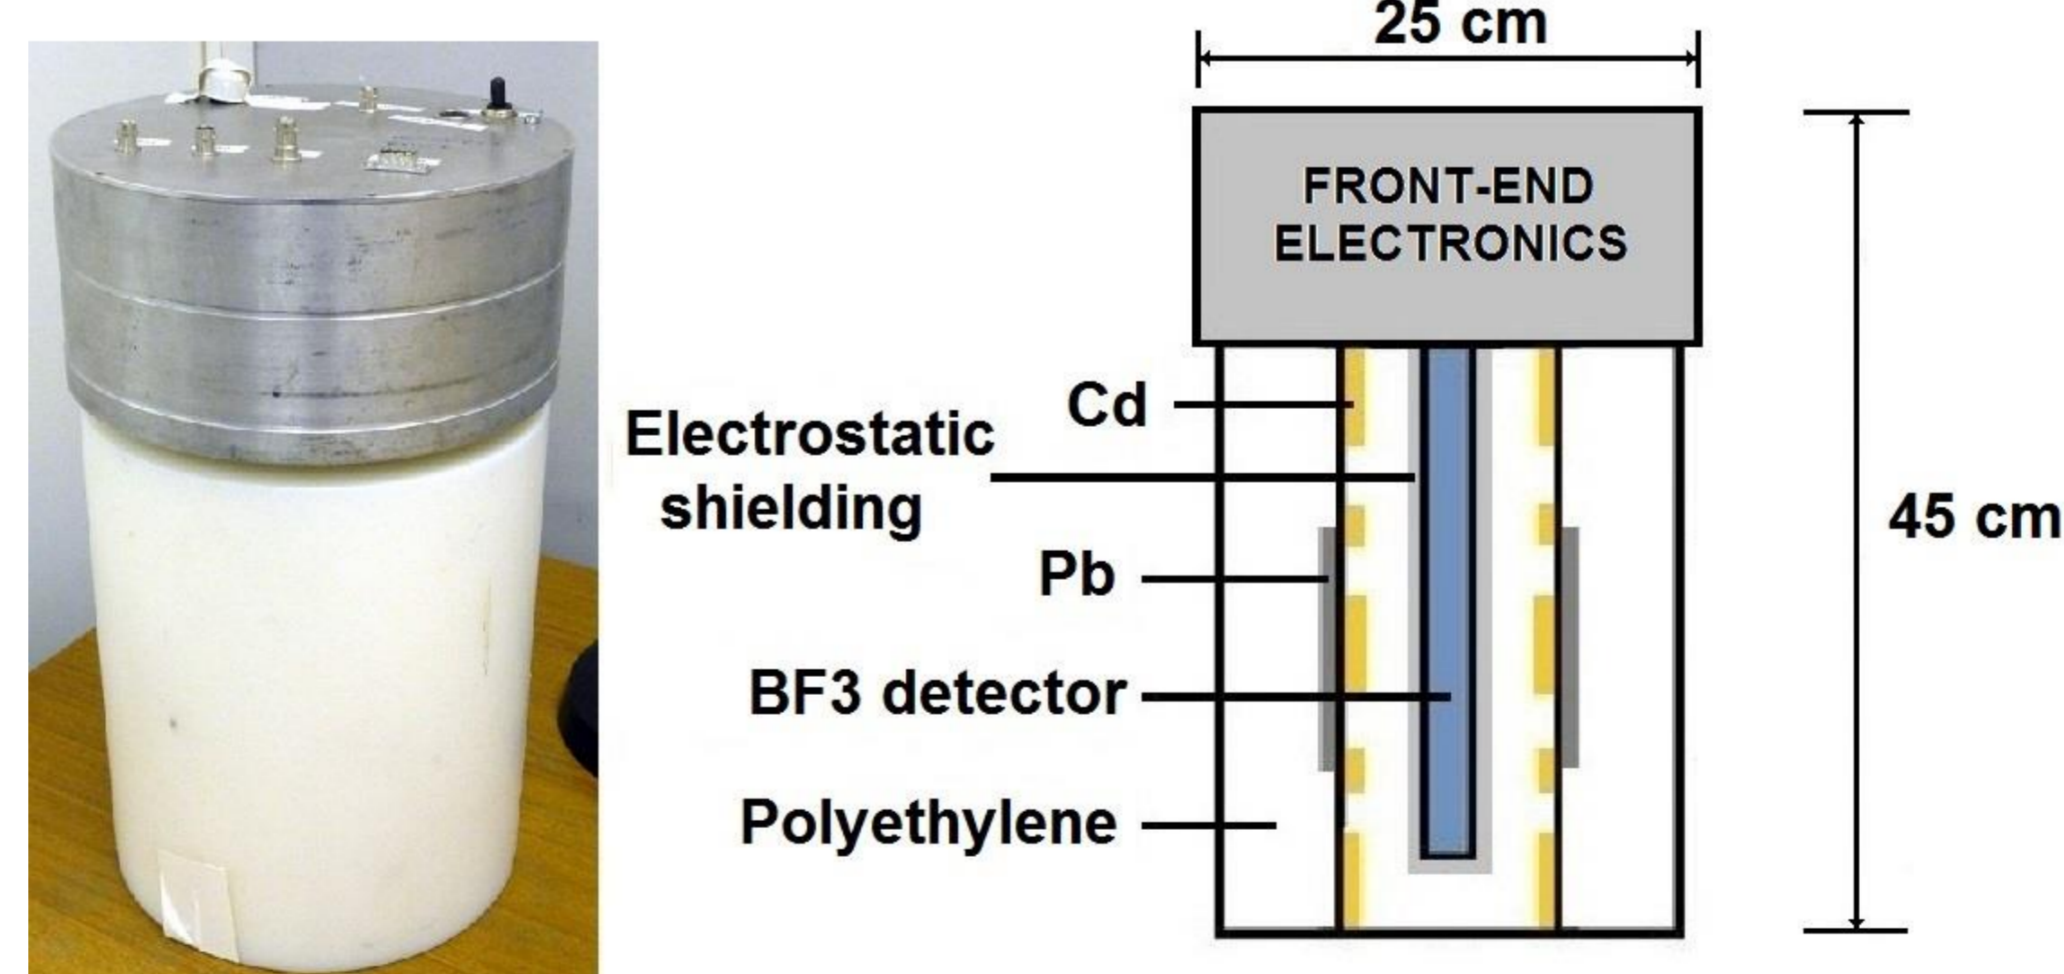 25 cm
FRONT-END
ELECTRONICS
Cd
Electrostatic
shielding
Pb
BF3 detector
Polyethylene
45 cm